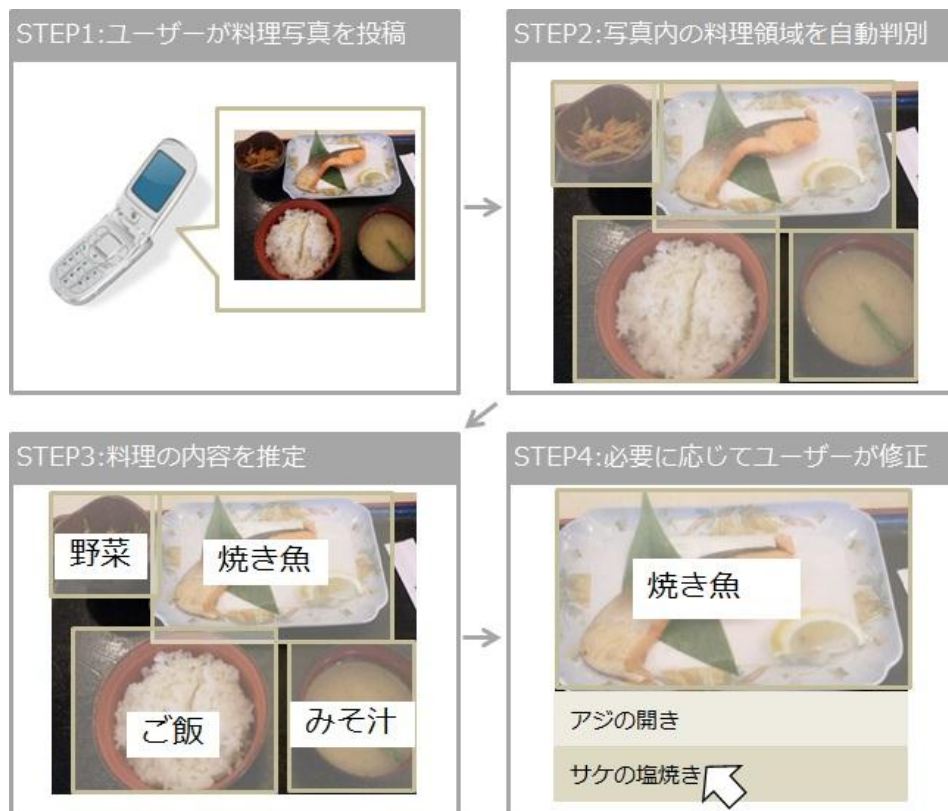 STEP1:ユーザーが料理写真を投稿
STEP2:写真内の料理領域を自動判別
STEP3:料理の内容を推定
野菜
焼き魚
ご飯
みそ汁
STEP4:必要に応じてユーザーが修正
焼き魚
アジの開き
サケの塩焼き